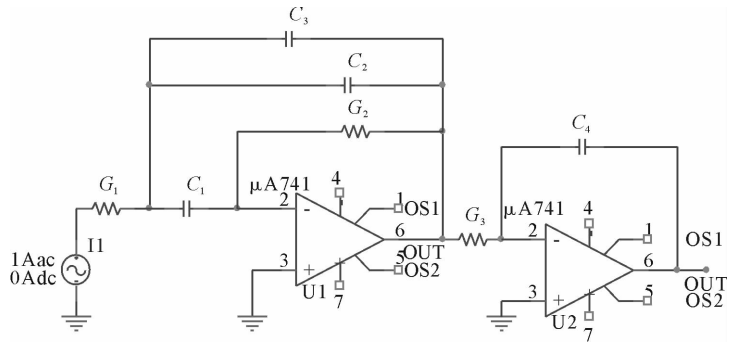 C3
C2
G2
C4
G1
C1
μA741
4
1
OS1
2
-
6
OUT
5
OS2
3
+
U1
7
I1
1Aac
0Adc
G3
μA741
4
1
OS1
2
-
6
OUT
OS2
5
3
+
U2
7